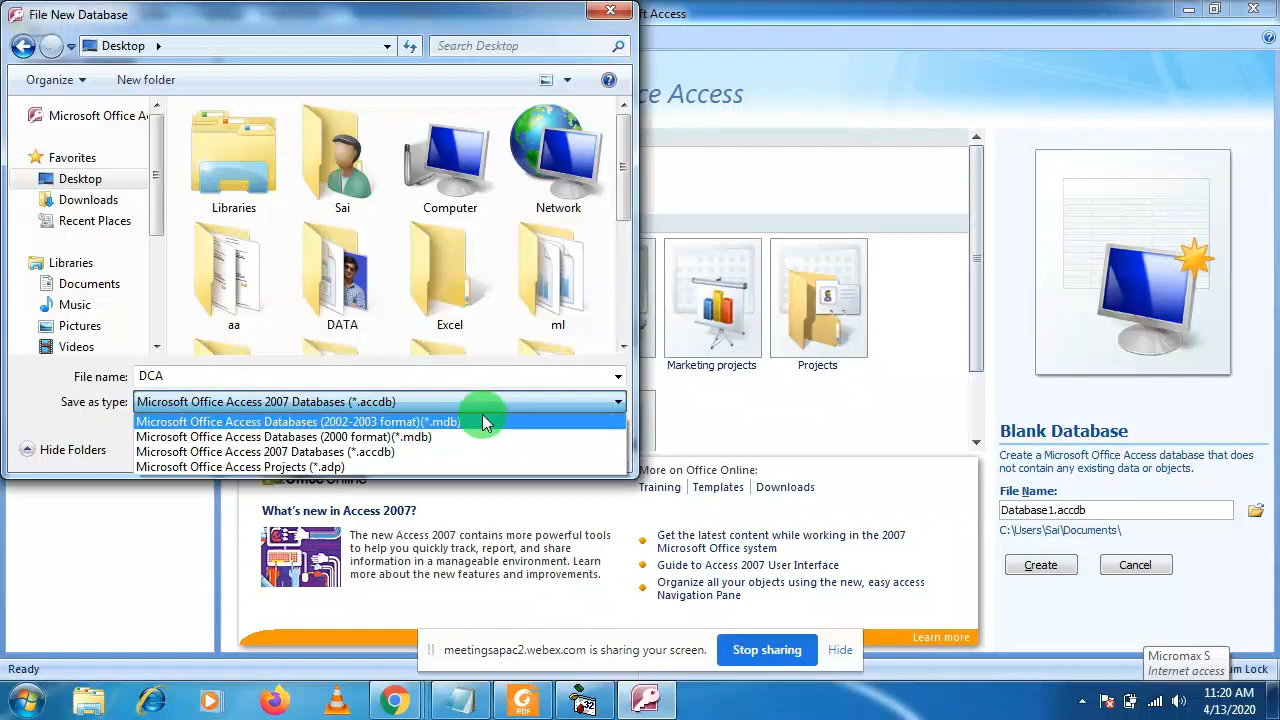 File New Database
Microsoft Access
Desktop
Search Desktop
Organize
New folder
Microsoft Office A
Favorites
Desktop
Downloads
Recent Places
Libraries
Documents
Music
Pictures
Videos
Libraries
Sai
Computer
Network
aa
DATA
Excel
ml
File name:
DCA
Save as type:
Microsoft Office Access 2007 Databases (*.accdb)
Microsoft Office Access Databases (2002-2003 format)(*.mdb)
Microsoft Office Access Databases (2000 format)(*.mdb)
Microsoft Office Access 2007 Databases (*.accdb)
Microsoft Office Access Projects (*.adp)
Hide Folders
ce Access
Marketing projects
Projects
Blank Database
Create a Microsoft Office Access database that does
not contain any existing data or objects.
File Name:
Database1.accdb
C:\Users\Sai\Documents\
Create
Cancel
More on Office Online:
Training
Templates
Downloads
What's new in Access 2007?
The new Access 2007 contains more powerful tools
to help you quickly track, report, and share
information in a manageable environment. Learn
more about the new features and improvements.
Get the latest content while working in the 2007
Microsoft Office system
Guide to Access 2007 User Interface
Organize all your objects using the new, easy access
Navigation Pane
Learn more
meetingsapac2.webex.com is sharing your screen.
Stop sharing
Hide
Micromax S
Internet access
Ready
m Lock
PDF
32
11:20 AM
4/13/2020